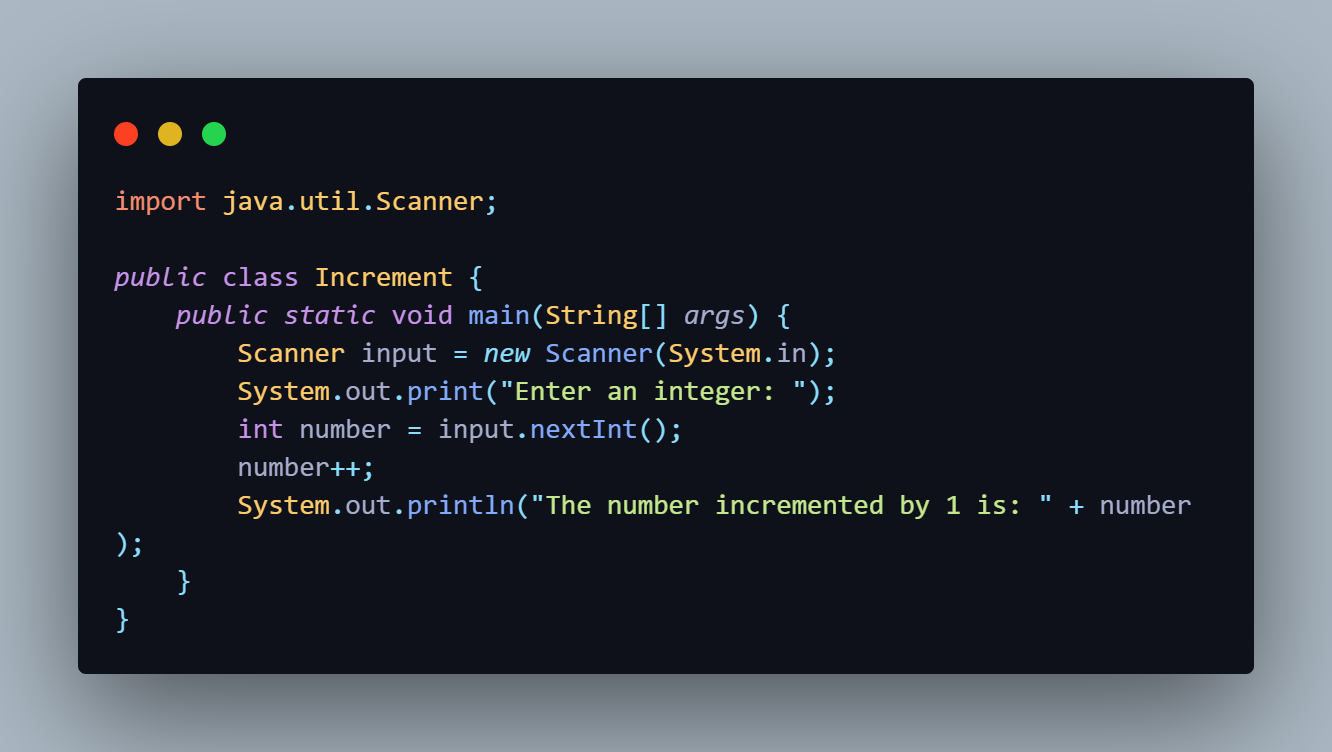 import java.util.Scanner;

public class Increment {
    public static void main(String[] args) {
        Scanner input = new Scanner(System.in);
        System.out.print("Enter an integer: ");
        int number = input.nextInt();
        number++;
        System.out.println("The number incremented by 1 is: " + number
);
    }
}